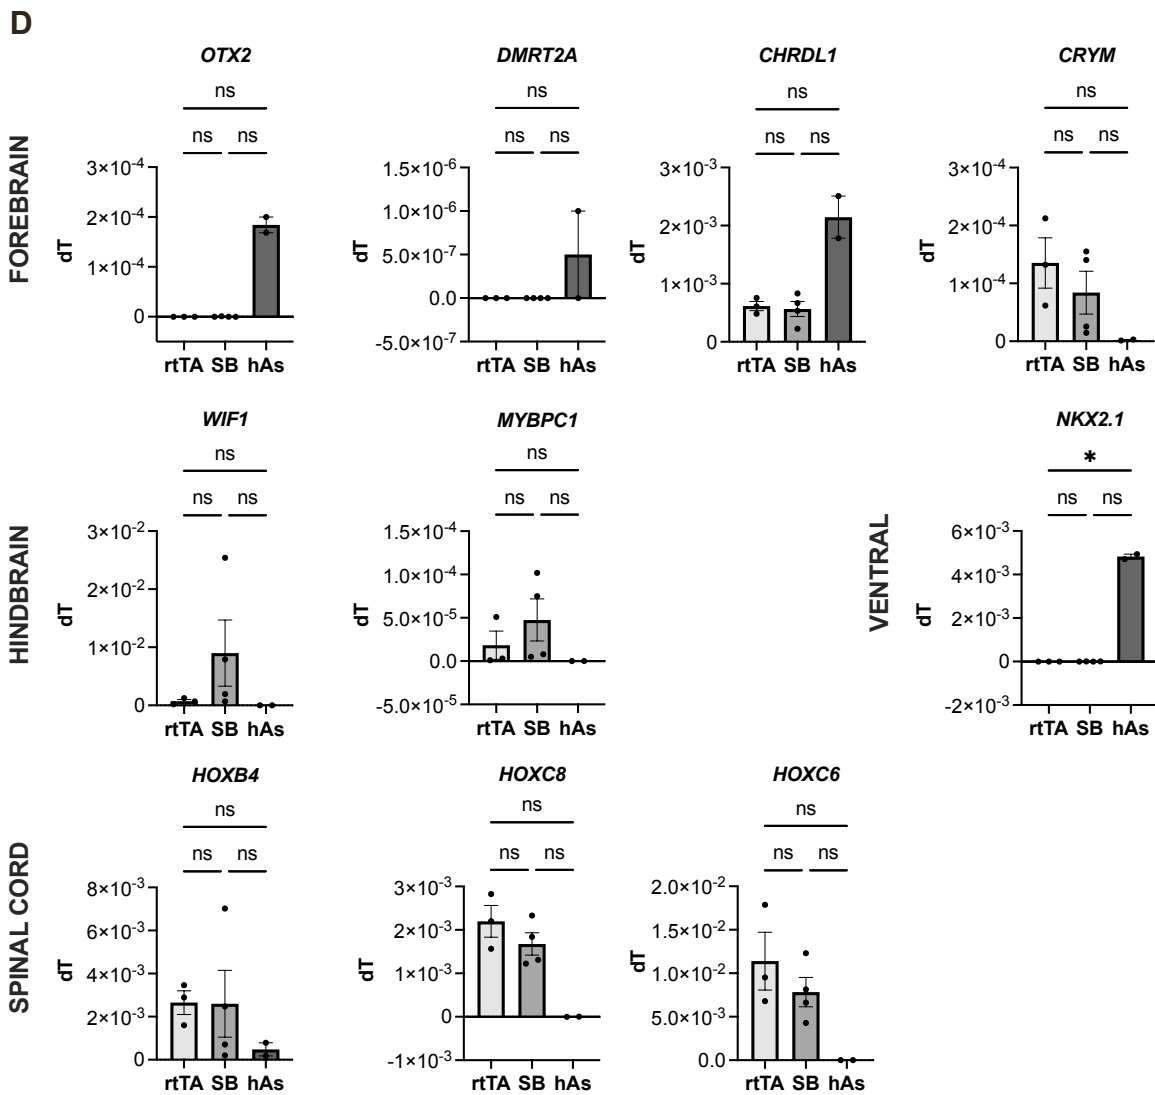 D
FOREBRAIN
OTX2
ns
ns ns
dT
3×10⁻⁴
2×10⁻⁴
1×10⁻⁴
0
rtTA SB hAs
DMRT2A
ns
ns ns
dT
1.5×10⁻⁶
1.0×10⁻⁶
5.0×10⁻⁷
0.0
-5.0×10⁻⁷
rtTA SB hAs
CHRDL1
ns
ns ns
dT
3×10⁻³
2×10⁻³
1×10⁻³
0
rtTA SB hAs
CRYM
ns
ns ns
dT
3×10⁻⁴
2×10⁻⁴
1×10⁻⁴
0
rtTA SB hAs
HINDBRAIN
WIF1
ns
ns ns
dT
3×10⁻²
2×10⁻²
1×10⁻²
0
rtTA SB hAs
MYBPC1
ns
ns ns
dT
1.5×10⁻⁴
1.0×10⁻⁴
5.0×10⁻⁵
0.0
-5.0×10⁻⁵
rtTA SB hAs
VENTRAL
NKX2.1
*
ns ns
dT
6×10⁻³
4×10⁻³
2×10⁻³
0
-2×10⁻³
rtTA SB hAs
SPINAL CORD
HOXB4
ns
ns ns
dT
8×10⁻³
6×10⁻³
4×10⁻³
2×10⁻³
0
rtTA SB hAs
HOXC8
ns
ns ns
dT
3×10⁻³
2×10⁻³
1×10⁻³
0
-1×10⁻³
rtTA SB hAs
HOXC6
ns
ns ns
dT
2.0×10⁻²
1.5×10⁻²
1.0×10⁻²
5.0×10⁻³
0.0
rtTA SB hAs